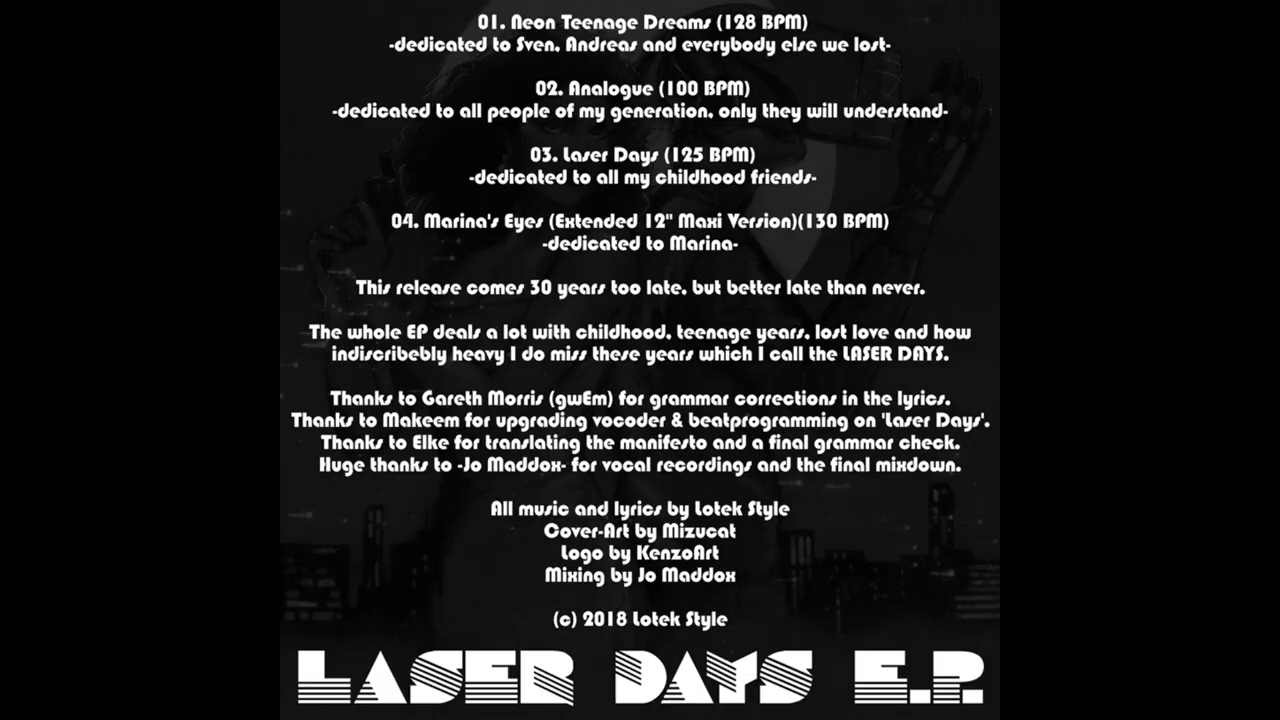 01. Neon Teenage Dreams (128 BPM)
-dedicated to Sven, Andreas and everybody else we lost-
02. Analogue (100 BPM)
-dedicated to all people of my generation, only they will understand-
03. Laser Days (125 BPM)
-dedicated to all my childhood friends-
04. Marina's Eyes (Extended 12" Maxi Version)(130 BPM)
-dedicated to Marina-
This release comes 30 years too late, but better late than never.
The whole EP deals a lot with childhood, teenage years, lost love and how
indiscribebly heavy I do miss these years which I call the LASER DAYS.
Thanks to Gareth Morris (gwEm) for grammar corrections in the lyrics.
Thanks to Makeem for upgrading vocoder & beatprogramming on 'Laser Days'.
Thanks to Elke for translating the manifesto and a final grammar check.
Huge thanks to -Jo Maddox- for vocal recordings and the final mixdown.
All music and lyrics by Lotek Style
Cover-Art by Mizucat
Logo by KenzoArt
Mixing by Jo Maddox
(c) 2018 Lotek Style
LASER DAYS E.P.